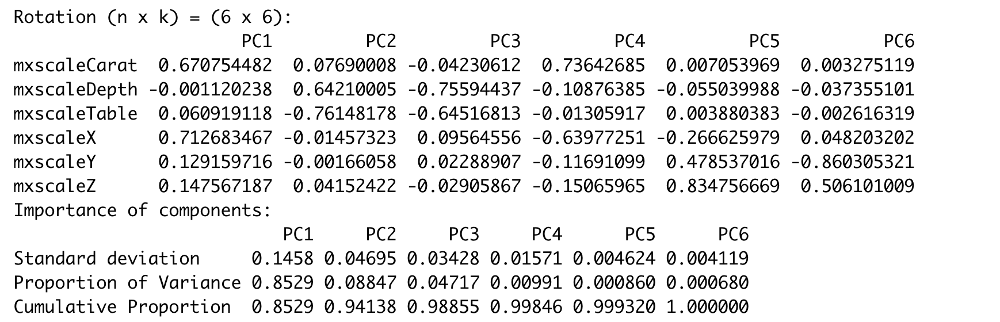 Rotation (n x k) = (6 x 6):
                      PC1         PC2         PC3         PC4          PC5          PC6
mxscaleCarat  0.670754482  0.07690008 -0.04230612  0.73642685  0.007053969  0.003275119
mxscaleDepth -0.001120238  0.64210005 -0.75594437 -0.10876385 -0.055039988 -0.037355101
mxscaleTable  0.060919118 -0.76148178 -0.64516813 -0.01305917  0.003880383 -0.002616319
mxscaleX      0.712683467 -0.01457323  0.09564556 -0.63977251 -0.266625979  0.048203202
mxscaleY      0.129159716 -0.00166058  0.02288907 -0.11691099  0.478537016 -0.860305321
mxscaleZ      0.147567187  0.04152422 -0.02905867 -0.15065965  0.834756669  0.506101009
Importance of components:
                          PC1     PC2     PC3     PC4      PC5      PC6
Standard deviation     0.1458 0.04695 0.03428 0.01571 0.004624 0.004119
Proportion of Variance 0.8529 0.08847 0.04717 0.00991 0.000860 0.000680
Cumulative Proportion  0.8529 0.94138 0.98855 0.99846 0.999320 1.000000